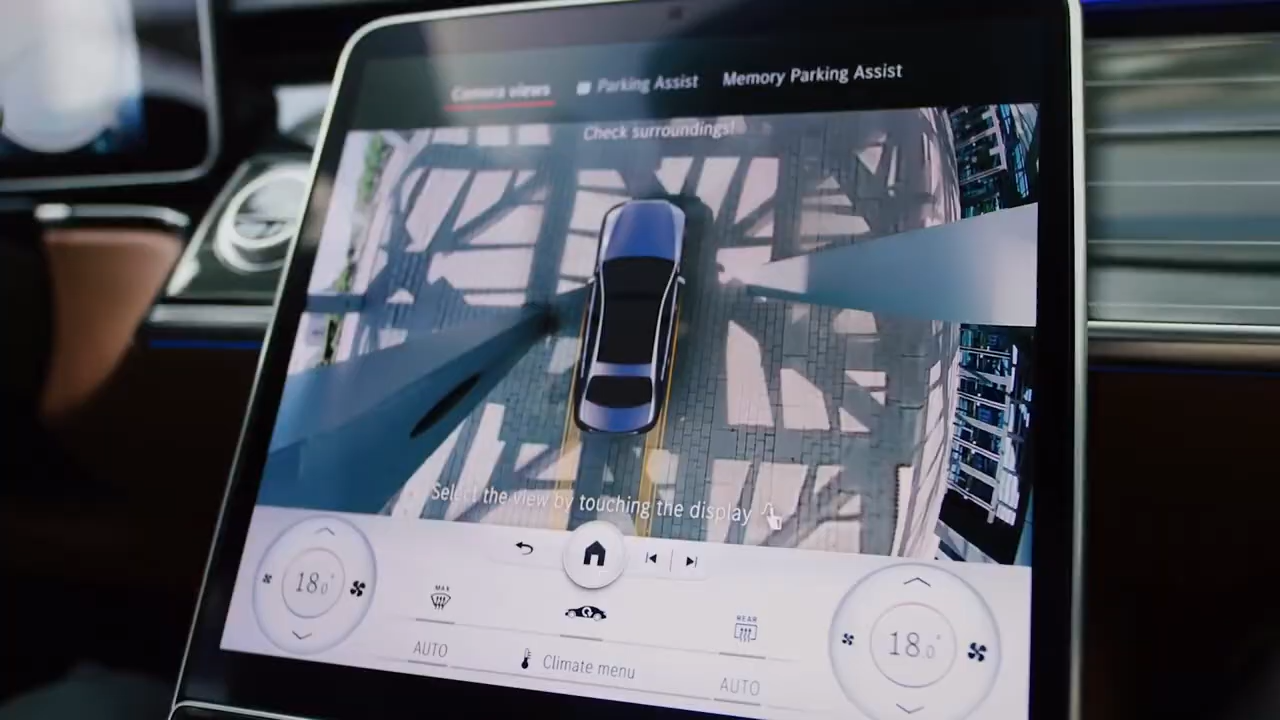 Camera views
Parking Assist
Memory Parking Assist
Check surroundings!
Select the view by touching the display
18.0°
MAX
AUTO
Climate menu
REAR
AUTO
18.0°